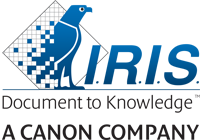 I.R.I.S.
Document to Knowledge™
A CANON COMPANY